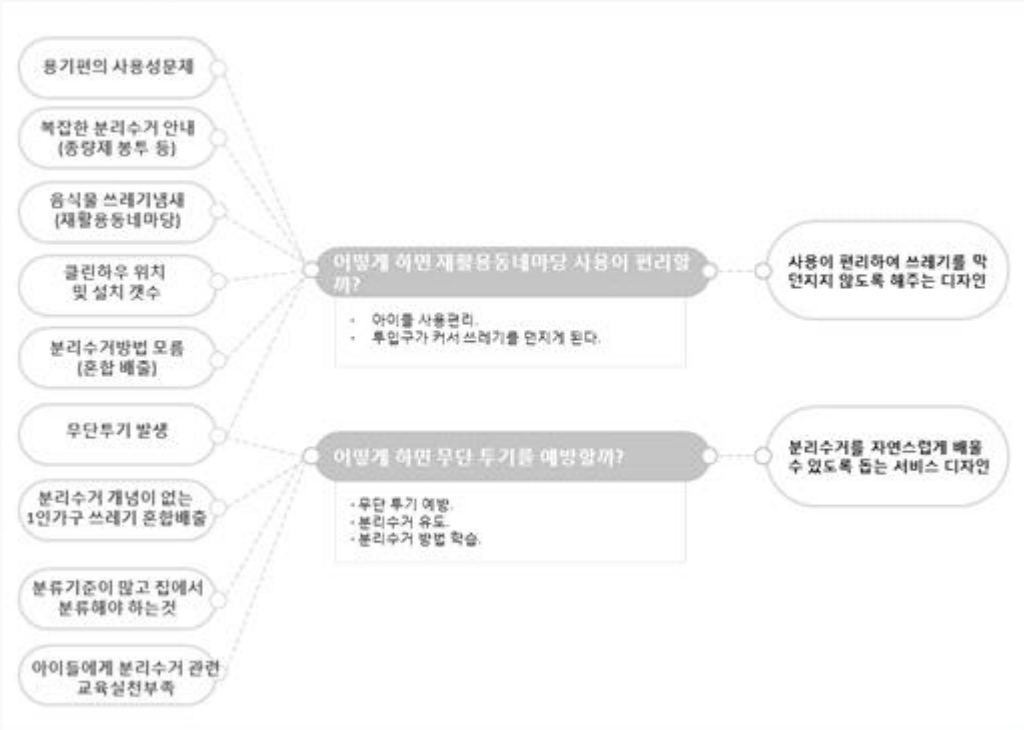 용기편의 사용성문제
복잡한 분리수거 안내
(종량제 봉투 등)
음식물 쓰레기냄새
(재활용동네마당)
클린하우 위치
및 설치 갯수
분리수거방법 모름
(혼합 배출)
무단투기 발생
분리수거 개념이 없는
1인가구 쓰레기 혼합배출
분류기준이 많고 집에서
분류해야 하는것
아이들에게 분리수거 관련
교육실천부족
어떻게 하면 재활용동네마당 사용이 편리할
까?
· 아이들 사용편리.
· 투입구가 커서 쓰레기를 던지게 된다.
어떻게 하면 무단 투기를 예방할까?
· 무단 투기 예방.
· 분리수거 유도.
· 분리수거 방법 학습.
사용이 편리하여 쓰레기를 막
던지지 않도록 해주는 디자인
분리수거를 자연스럽게 배울
수 있도록 돕는 서비스 디자인